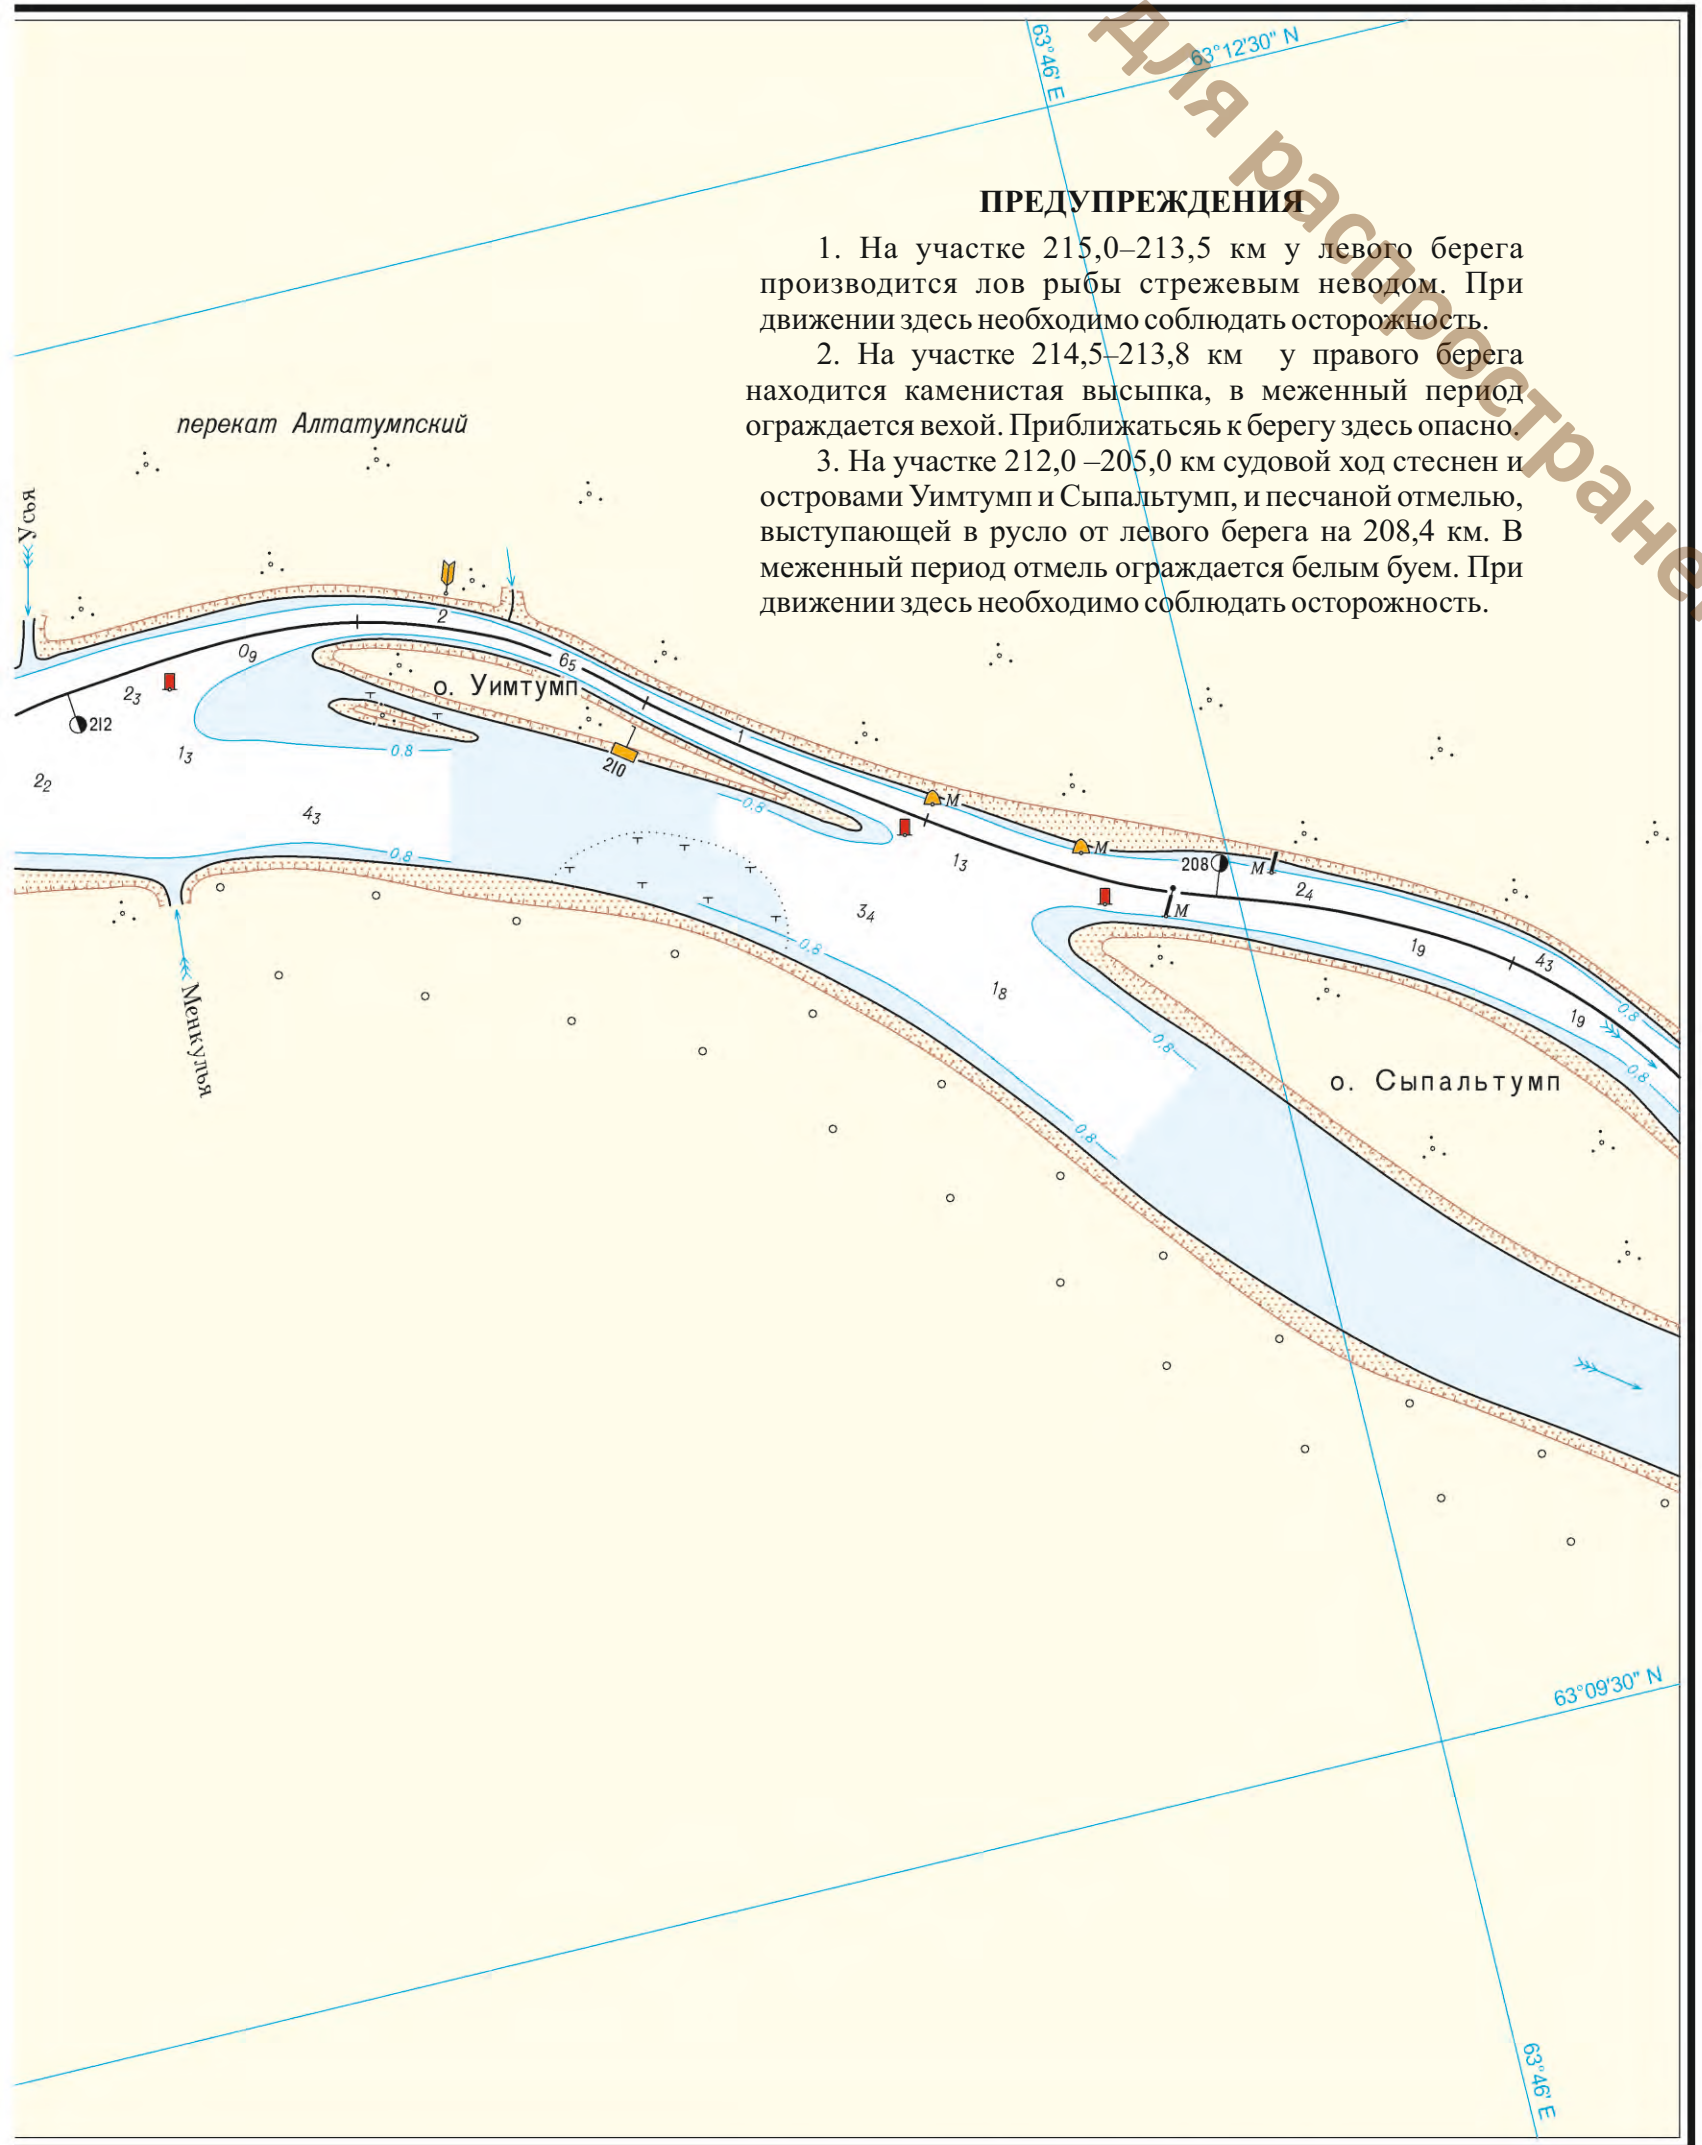 для распростране
63°46' E
63°12'30" N
ПРЕДУПРЕЖДЕНИЯ
1. На участке 215,0–213,5 км у левого берега
производится лов рыбы стрежевым неводом. При
движении здесь необходимо соблюдать осторожность.
2. На участке 214,5–213,8 км у правого берега
находится каменистая высыпка, в меженный период
ограждается вехой. Приближатьсяь к берегу здесь опасно.
3. На участке 212,0 –205,0 км судовой ход стеснен и
островами Уимтумп и Сыпальтумп, и песчаной отмелью,
выступающей в русло от левого берега на 208,4 км. В
меженный период отмель ограждается белым буем. При
движении здесь необходимо соблюдать осторожность.
перекат Алтатумпский
Усья
2
09
65
о. Уимтумп
23
212
13
0.8
210
1
22
43
0.8
М
0.8
М
13
208
М
24
34
М
0.8
19
43
18
19
0.8
0.8
0.8
Менкулья
о. Сыпальтумп
0.8
63°09'30" N
63°46' E